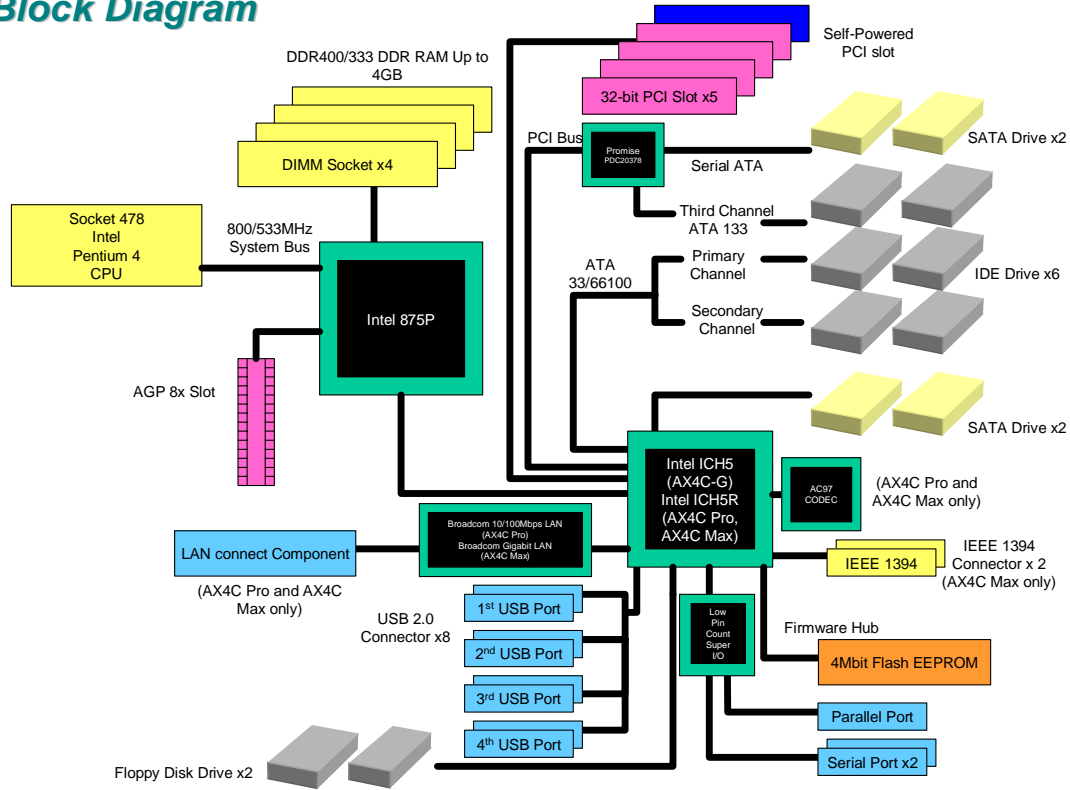 Block Diagram
Self-Powered
PCI slot
DDR400/333 DDR RAM Up to
4GB
32-bit PCI Slot x5
DIMM Socket x4
PCI Bus
Promise
PDC20378
Serial ATA
SATA Drive x2
Third Channel
ATA 133
Socket 478
Intel
Pentium 4
CPU
800/533MHz
System Bus
Intel 875P
ATA
33/66100
Primary
Channel
IDE Drive x6
Secondary
Channel
AGP 8x Slot
SATA Drive x2
Intel ICH5
(AX4C-G)
Intel ICH5R
(AX4C Pro,
AX4C Max)
AC97
CODEC
(AX4C Pro and
AX4C Max only)
Broadcom 10/100Mbps LAN
(AX4C Pro)
Broadcom Gigabit LAN
(AX4C Max)
LAN connect Component
(AX4C Pro and AX4C
Max only)
IEEE 1394
IEEE 1394
Connector x 2
(AX4C Max only)
USB 2.0
Connector x8
1st USB Port
2nd USB Port
3rd USB Port
4th USB Port
Low
Pin
Count
Super
I/O
Firmware Hub
4Mbit Flash EEPROM
Parallel Port
Serial Port x2
Floppy Disk Drive x2